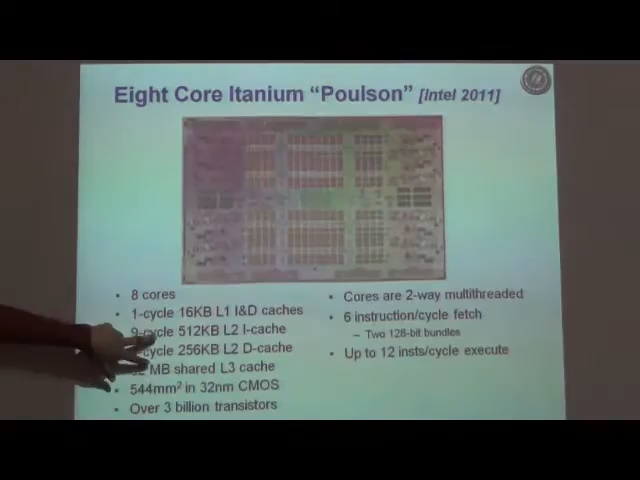 Eight Core Itanium “Poulson” [Intel 2011]
• 8 cores
• 1-cycle 16KB L1 I&D caches
• 9-cycle 512KB L2 I-cache
-cycle 256KB L2 D-cache
MB shared L3 cache
• 544mm² in 32nm CMOS
• Over 3 billion transistors
• Cores are 2-way multithreaded
• 6 instruction/cycle fetch
– Two 128-bit bundles
• Up to 12 insts/cycle execute